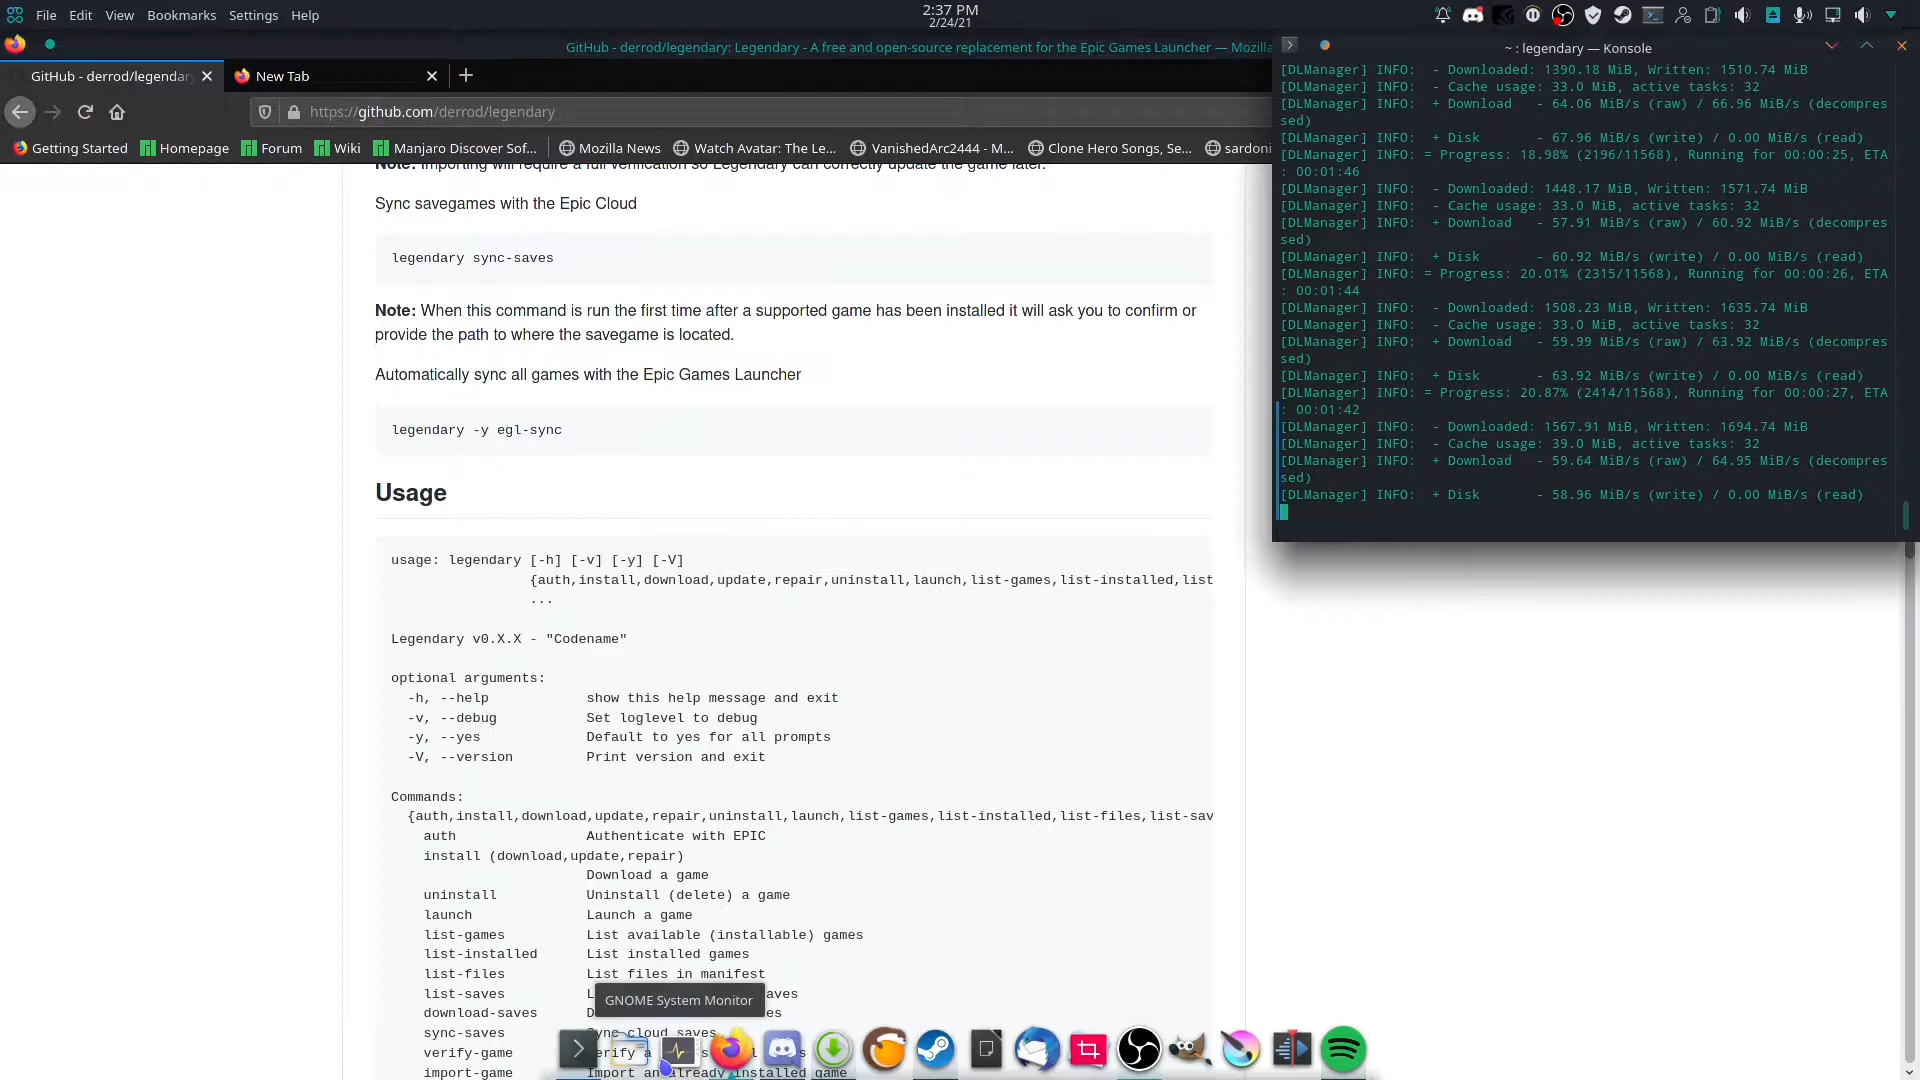 File Edit View Bookmarks Settings Help
2:37 PM
2/24/21
GitHub - derrod/legendary: Legendary - A free and open-source replacement for the Epic Games Launcher — Mozilla
GitHub - derrod/legendary
New Tab
https://github.com/derrod/legendary
Getting Started Homepage Forum Wiki Manjaro Discover Sof... Mozilla News Watch Avatar: The Le... VanishedArc2444 - M... Clone Hero Songs, Se... sardoni
Note: Importing will require a full verification so Legendary can correctly update the game later.
Sync savegames with the Epic Cloud
legendary sync-saves
Note: When this command is run the first time after a supported game has been installed it will ask you to confirm or
provide the path to where the savegame is located.
Automatically sync all games with the Epic Games Launcher
legendary -y egl-sync
Usage
usage: legendary [-h] [-v] [-y] [-V]
{auth,install,download,update,repair,uninstall,launch,list-games,list-installed,list
...
Legendary v0.X.X - "Codename"
optional arguments:
-h, --help show this help message and exit
-v, --debug Set loglevel to debug
-y, --yes Default to yes for all prompts
-V, --version Print version and exit
Commands:
{auth,install,download,update,repair,uninstall,launch,list-games,list-installed,list-files,list-sav
auth Authenticate with EPIC
install (download,update,repair)
Download a game
uninstall Uninstall (delete) a game
launch Launch a game
list-games List available (installable) games
list-installed List installed games
list-files List files in manifest
list-saves
download-saves
sync-saves Sync cloud saves
verify-game
import-game Import an already installed game
GNOME System Monitor
~ : legendary — Konsole
[DLManager] INFO: - Downloaded: 1390.18 MiB, Written: 1510.74 MiB
[DLManager] INFO: - Cache usage: 33.0 MiB, active tasks: 32
[DLManager] INFO: + Download - 64.06 MiB/s (raw) / 66.96 MiB/s (decompres
sed)
[DLManager] INFO: + Disk - 67.96 MiB/s (write) / 0.00 MiB/s (read)
[DLManager] INFO: = Progress: 18.98% (2196/11568), Running for 00:00:25, ETA
: 00:01:46
[DLManager] INFO: - Downloaded: 1448.17 MiB, Written: 1571.74 MiB
[DLManager] INFO: - Cache usage: 33.0 MiB, active tasks: 32
[DLManager] INFO: + Download - 57.91 MiB/s (raw) / 60.92 MiB/s (decompres
sed)
[DLManager] INFO: + Disk - 60.92 MiB/s (write) / 0.00 MiB/s (read)
[DLManager] INFO: = Progress: 20.01% (2315/11568), Running for 00:00:26, ETA
: 00:01:44
[DLManager] INFO: - Downloaded: 1508.23 MiB, Written: 1635.74 MiB
[DLManager] INFO: - Cache usage: 33.0 MiB, active tasks: 32
[DLManager] INFO: + Download - 59.99 MiB/s (raw) / 63.92 MiB/s (decompres
sed)
[DLManager] INFO: + Disk - 63.92 MiB/s (write) / 0.00 MiB/s (read)
[DLManager] INFO: = Progress: 20.87% (2414/11568), Running for 00:00:27, ETA
: 00:01:42
[DLManager] INFO: - Downloaded: 1567.91 MiB, Written: 1694.74 MiB
[DLManager] INFO: - Cache usage: 39.0 MiB, active tasks: 32
[DLManager] INFO: + Download - 59.64 MiB/s (raw) / 64.95 MiB/s (decompres
sed)
[DLManager] INFO: + Disk - 58.96 MiB/s (write) / 0.00 MiB/s (read)